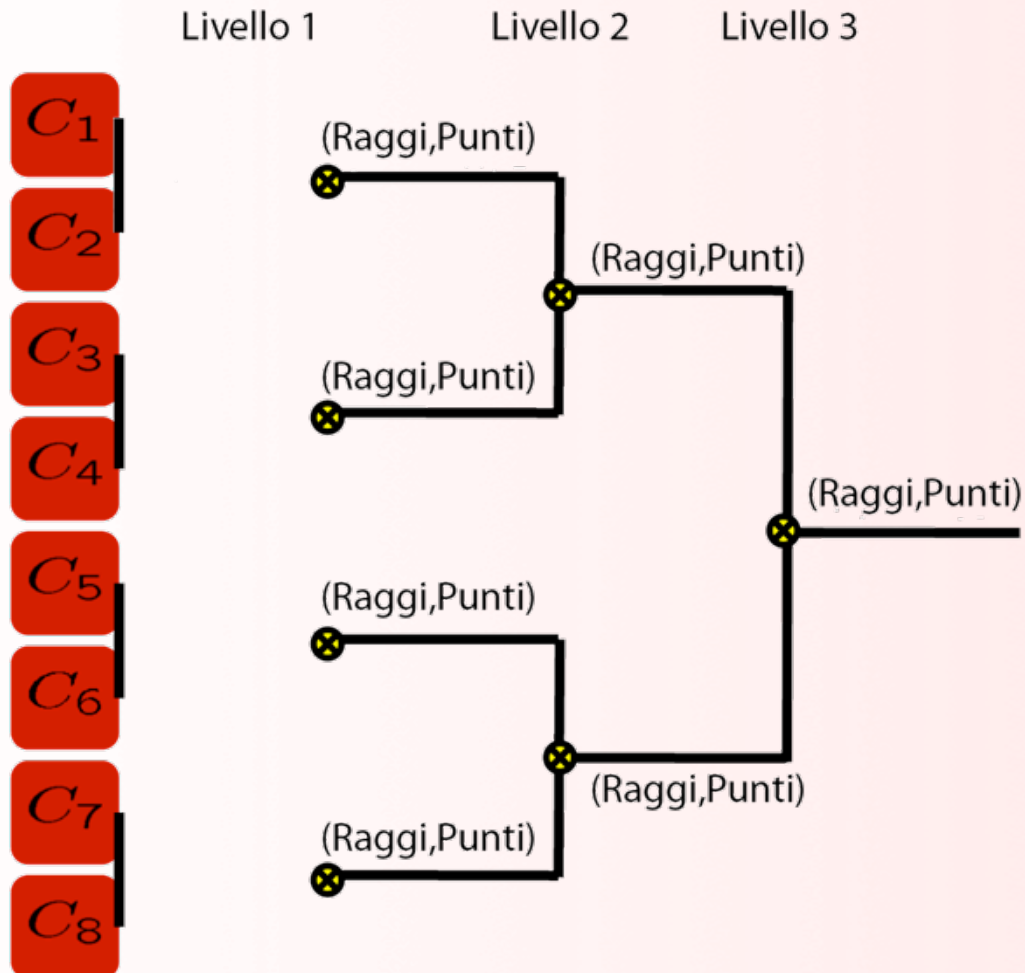 Livello 1 Livello 2 Livello 3
C1
(Raggi,Punti)
C2
(Raggi,Punti)
C3
(Raggi,Punti)
C4
(Raggi,Punti)
C5
(Raggi,Punti)
C6
(Raggi,Punti)
C7
(Raggi,Punti)
C8